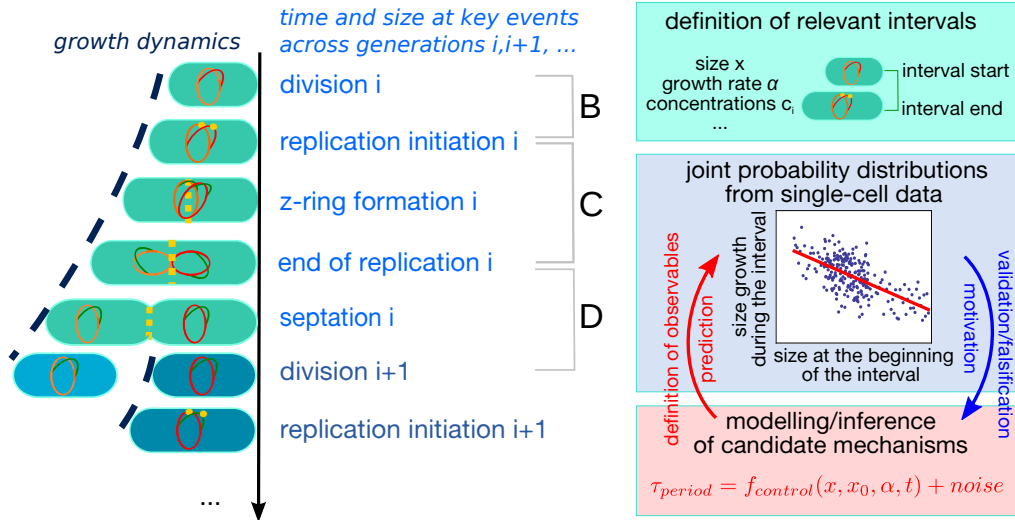 growth dynamics
time and size at key events
across generations i,i+1, ...
division i
replication initiation i
z-ring formation i
end of replication i
septation i
division i+1
replication initiation i+1
...
B
C
D
definition of relevant intervals
size x
growth rate α
concentrations cᵢ
...
interval start
interval end
joint probability distributions
from single-cell data
size growth
during the interval
size at the beginning
of the interval
definition of observables
prediction
validation/falsification
motivation
modelling/inference
of candidate mechanisms
τ_period = f_control(x, x₀, α, t) + noise